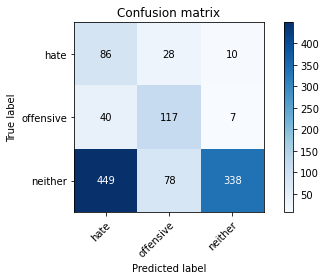 Confusion matrix
hate 86 28 10
offensive 40 117 7
neither 449 78 338
hate offensive neither
True label
Predicted label
400
350
300
250
200
150
100
50